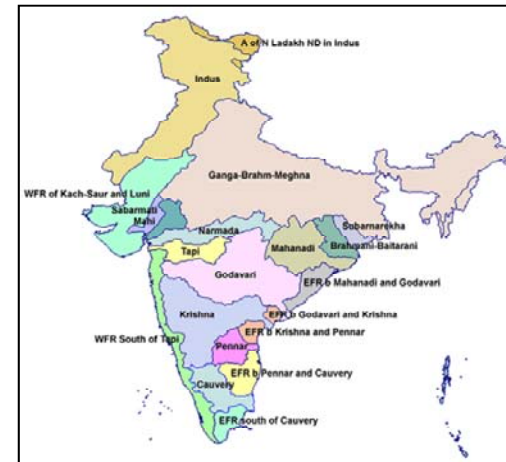 A of N Ladakh ND in Indus
Indus
Ganga-Brahm-Meghna
WFR of Kach-Saur and Luni
Sabarmati
Mahi
Subarnarekha
Narmada
Mahanadi
Brahmani-Baitarani
Tapi
Godavari
EFR b Mahanadi and Godavari
Krishna
EFR b Godavari and Krishna
EFR b Krishna and Pennar
WFR South of Tapi
Pennar
EFR b Pennar and Cauvery
Cauvery
EFR south of Cauvery